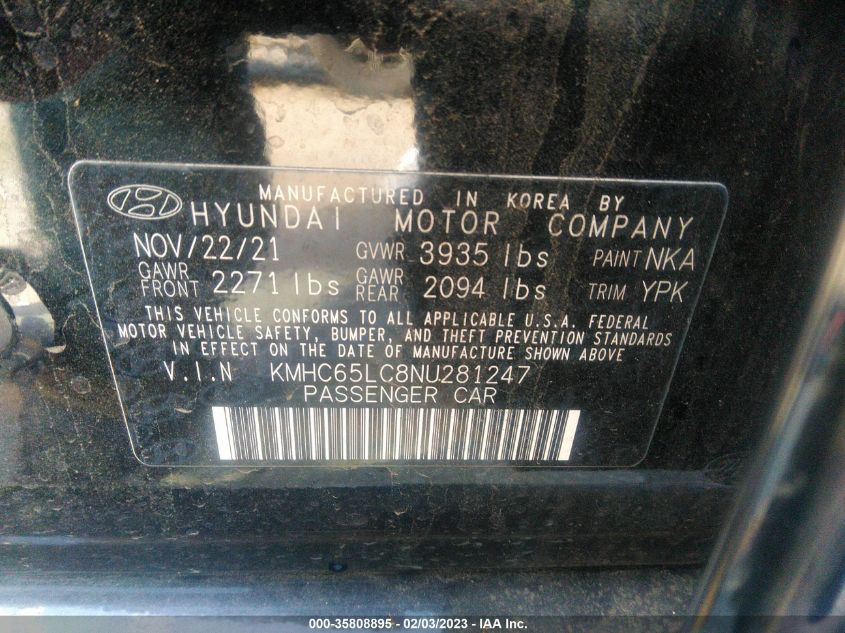 MANUFACTURED IN KOREA BY
HYUNDAI MOTOR COMPANY
NOV/22/21 GVWR 3935 lbs PAINT NKA
GAWR FRONT 2271 lbs GAWR REAR 2094 lbs TRIM YPK
THIS VEHICLE CONFORMS TO ALL APPLICABLE U.S.A. FEDERAL
MOTOR VEHICLE SAFETY, BUMPER, AND THEFT PREVENTION STANDARDS
IN EFFECT ON THE DATE OF MANUFACTURE SHOWN ABOVE
V.I.N KMHC65LC8NU281247
PASSENGER CAR
000-35808895 — 02/03/2023 — IAA Inc.